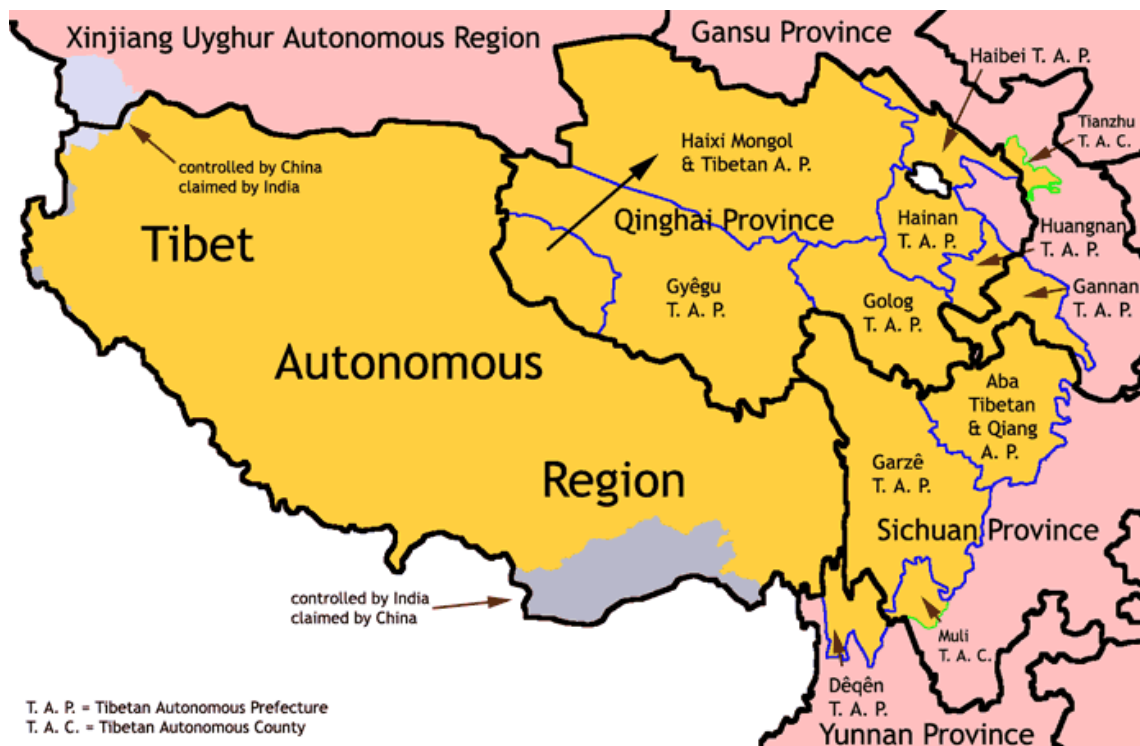 Xinjiang Uyghur Autonomous Region
Gansu Province
Haibei T. A. P.
Tianzhu
T. A. C.
controlled by China
claimed by India
Haixi Mongol
& Tibetan A. P.
Qinghai Province
Hainan
T. A. P.
Huangnan
T. A. P.
Tibet
Gyêgu
T. A. P.
Golog
T. A. P.
Gannan
T. A. P.
Autonomous
Aba
Tibetan
& Qiang
A. P.
Region
Garzê
T. A. P.
Sichuan Province
controlled by India
claimed by China
Muli
T. A. C.
Dêqên
T. A. P.
Yunnan Province
T. A. P. = Tibetan Autonomous Prefecture
T. A. C. = Tibetan Autonomous County